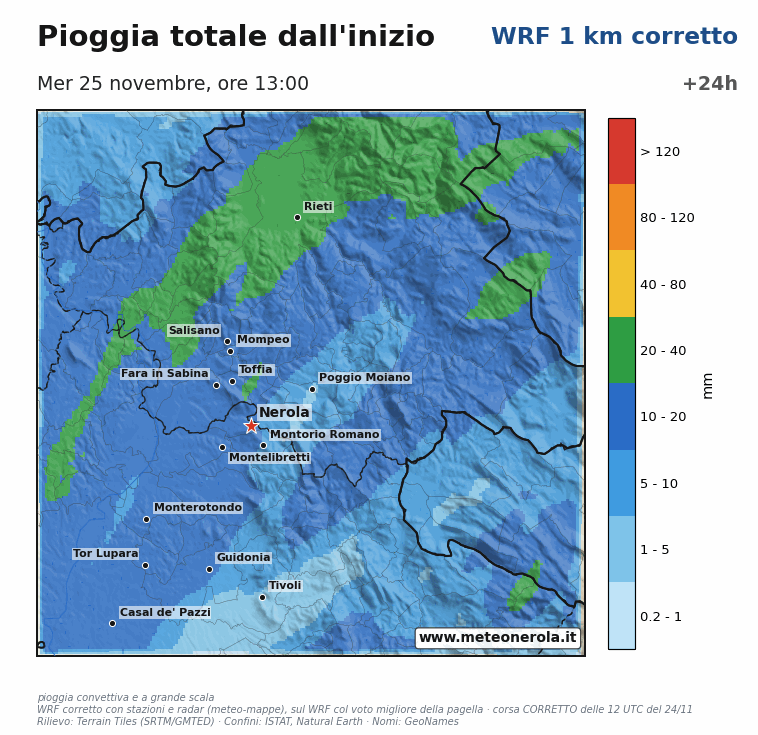 Pioggia totale dall'inizio
WRF 1 km corretto
Mer 25 novembre, ore 13:00
+24h
Rieti
Salisano
Mompeo
Fara in Sabina
Toffia
Poggio Moiano
Nerola
Montorio Romano
Montelibretti
Monterotondo
Tor Lupara
Guidonia
Tivoli
Casal de' Pazzi
www.meteonerola.it
> 120
80 - 120
40 - 80
20 - 40
10 - 20
5 - 10
1 - 5
0.2 - 1
mm
pioggia convettiva e a grande scala
WRF corretto con stazioni e radar (meteo-mappe), sul WRF col voto migliore della pagella · corsa CORRETTO delle 12 UTC del 24/11
Rilievo: Terrain Tiles (SRTM/GMTED) · Confini: ISTAT, Natural Earth · Nomi: GeoNames